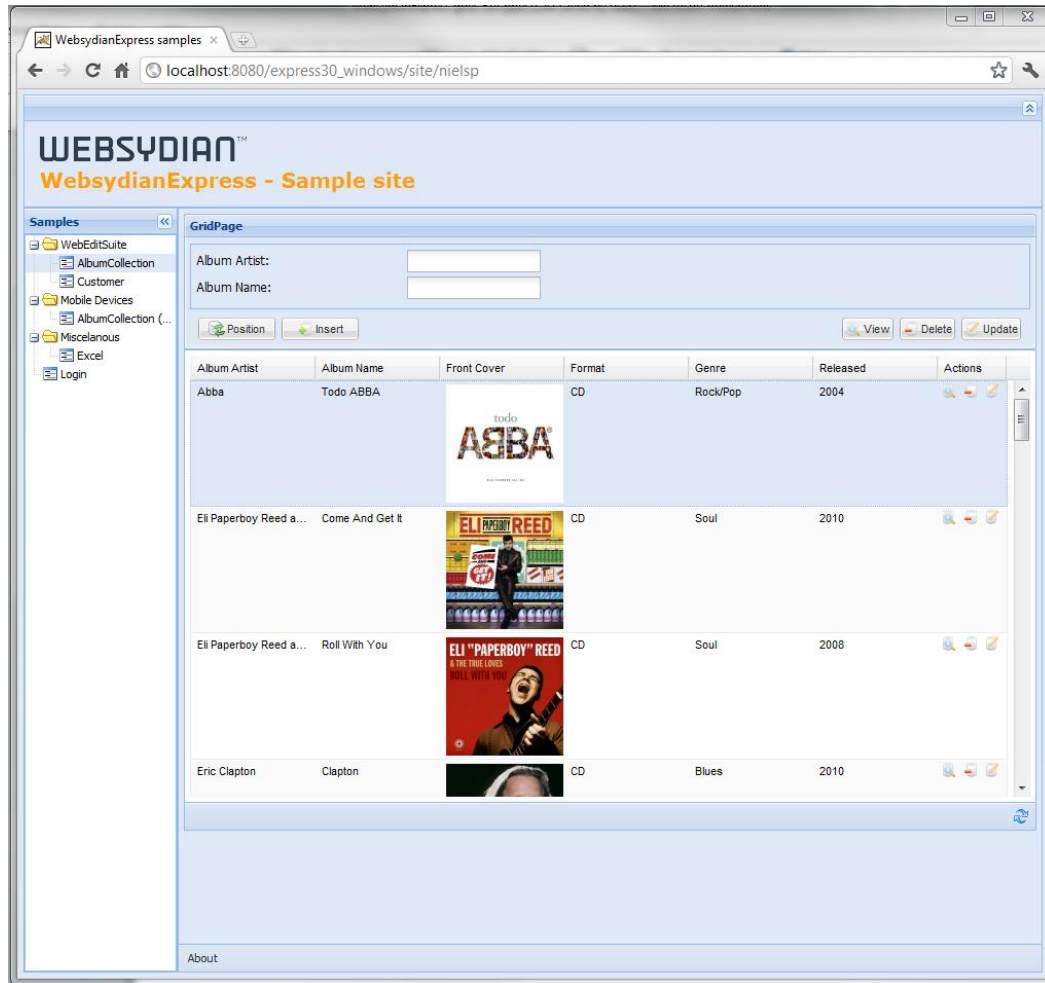 WebsydianExpress samples
localhost:8080/express30_windows/site/nielsp
WEBSYDIAN™
WebsydianExpress - Sample site
Samples
WebEditSuite
AlbumCollection
Customer
Mobile Devices
AlbumCollection (...
Miscelanous
Excel
Login
GridPage
Album Artist:
Album Name:
Position Insert View Delete Update
Album Artist Album Name Front Cover Format Genre Released Actions
Abba Todo ABBA CD Rock/Pop 2004
todo
ABBA
Eli Paperboy Reed a... Come And Get It CD Soul 2010
ELI PAPERBOY REED
COME AND GET IT!
Eli Paperboy Reed a... Roll With You CD Soul 2008
ELI "PAPERBOY" REED
& THE TRUE LOVES
ROLL WITH YOU
Eric Clapton Clapton CD Blues 2010
About